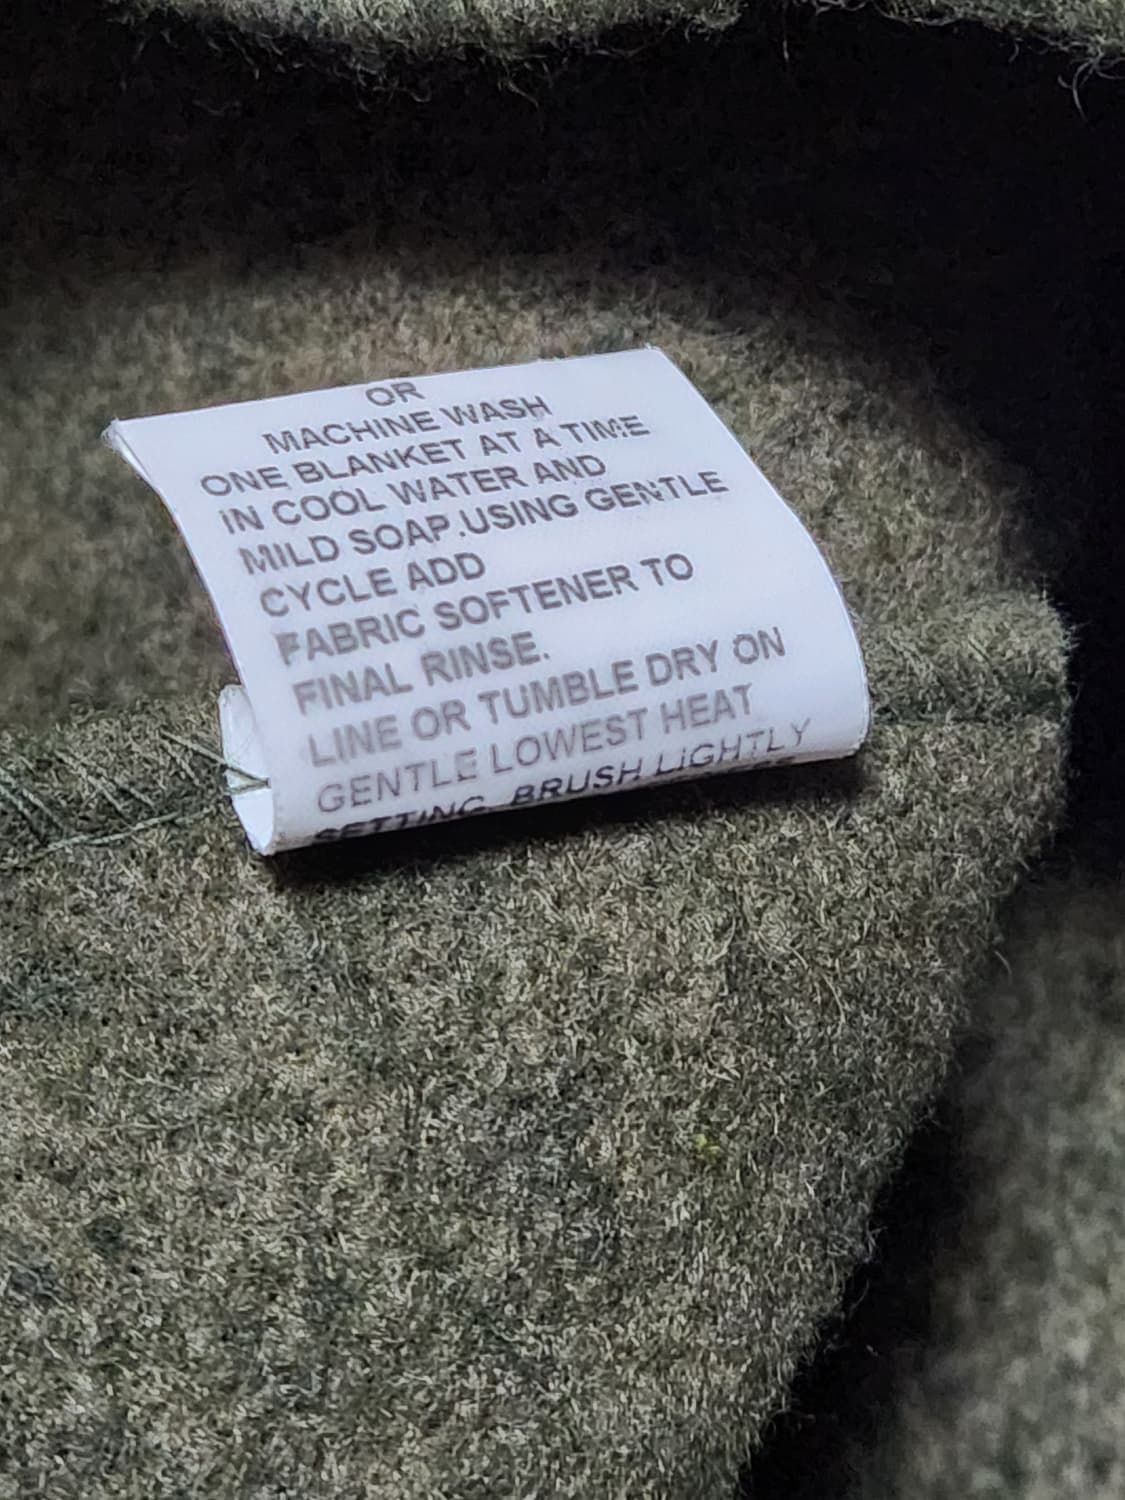 OR
MACHINE WASH
ONE BLANKET AT A TIME
IN COOL WATER AND
MILD SOAP.USING GENTLE
CYCLE ADD
FABRIC SOFTENER TO
FINAL RINSE.
LINE OR TUMBLE DRY ON
GENTLE LOWEST HEAT
SETTING. BRUSH LIGHTLY